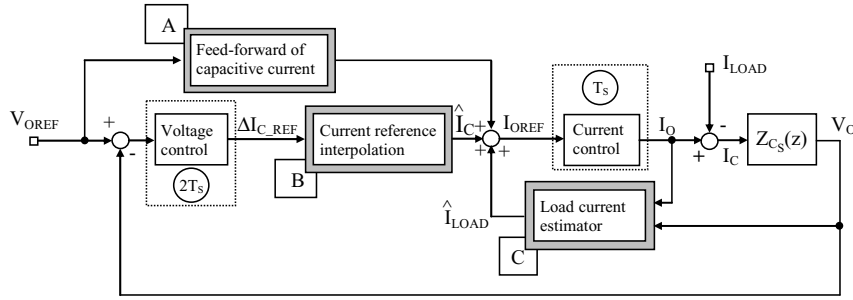 A
Feed-forward of
capacitive current
V_OREF
+
-
Voltage
control
2T_S
ΔI_C_REF
Current reference
interpolation
B
Î_C
+
+
+
I_OREF
T_S
Current
control
I_O
I_LOAD
-
+
I_C
Z_CS(z)
V_O
Î_LOAD
Load current
estimator
C